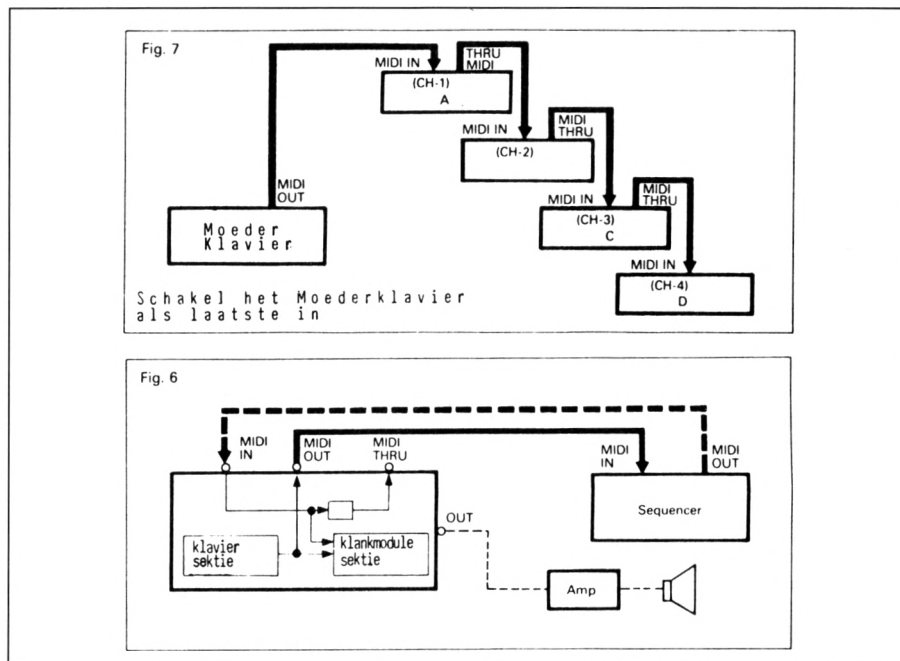 Fig. 7
MIDI IN
THRU
MIDI
(CH-1)
A
MIDI IN
MIDI
THRU
(CH-2)
MIDI
OUT
MIDI IN
MIDI
THRU
(CH-3)
C
Moeder
Klavier
MIDI IN
(CH-4)
D
Schakel het Moederklavier
als laatste in
Fig. 6
MIDI
IN
MIDI
OUT
MIDI
THRU
MIDI
IN
MIDI
OUT
OUT
Sequencer
klavier
sektie
klankmodule
sektie
Amp